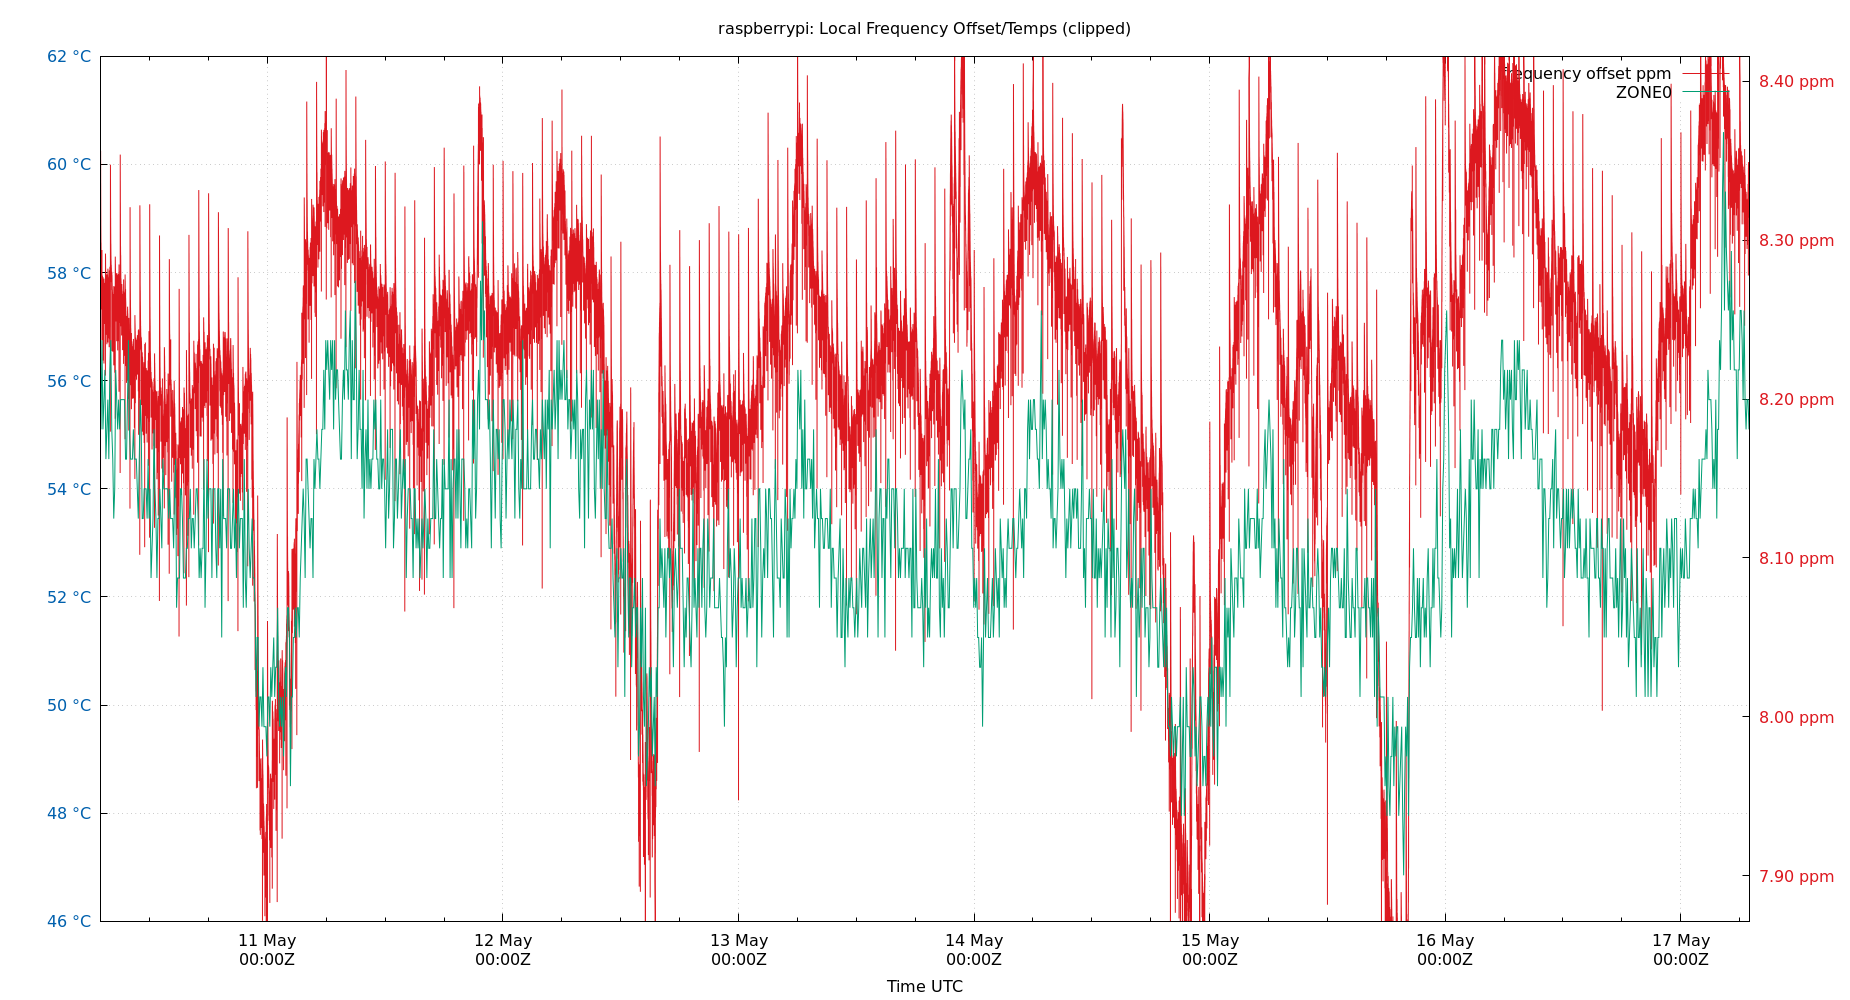 raspberrypi: Local Frequency Offset/Temps (clipped)
62 °C
60 °C
58 °C
56 °C
54 °C
52 °C
50 °C
48 °C
46 °C
frequency offset ppm
ZONE0
8.40 ppm
8.30 ppm
8.20 ppm
8.10 ppm
8.00 ppm
7.90 ppm
11 May
00:00Z
12 May
00:00Z
13 May
00:00Z
14 May
00:00Z
15 May
00:00Z
16 May
00:00Z
17 May
00:00Z
Time UTC